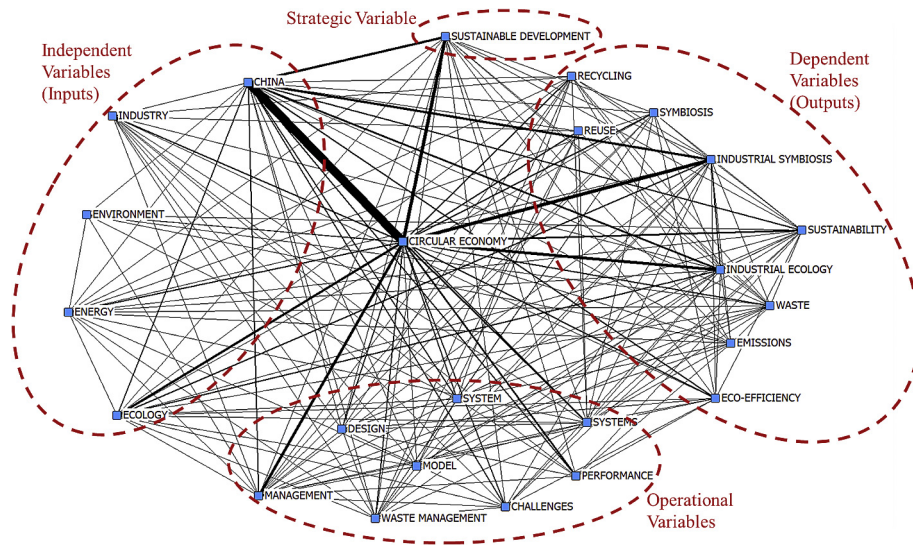 Strategic Variable
SUSTAINABLE DEVELOPMENT
Independent
Variables
(Inputs)
Dependent
Variables
(Outputs)
CHINA
RECYCLING
INDUSTRY
SYMBIOSIS
REUSE
INDUSTRIAL SYMBIOSIS
ENVIRONMENT
SUSTAINABILITY
CIRCULAR ECONOMY
INDUSTRIAL ECOLOGY
ENERGY
WASTE
EMISSIONS
SYSTEM
ECO-EFFICIENCY
ECOLOGY
DESIGN
SYSTEMS
MODEL
PERFORMANCE
MANAGEMENT
CHALLENGES
WASTE MANAGEMENT
Operational
Variables